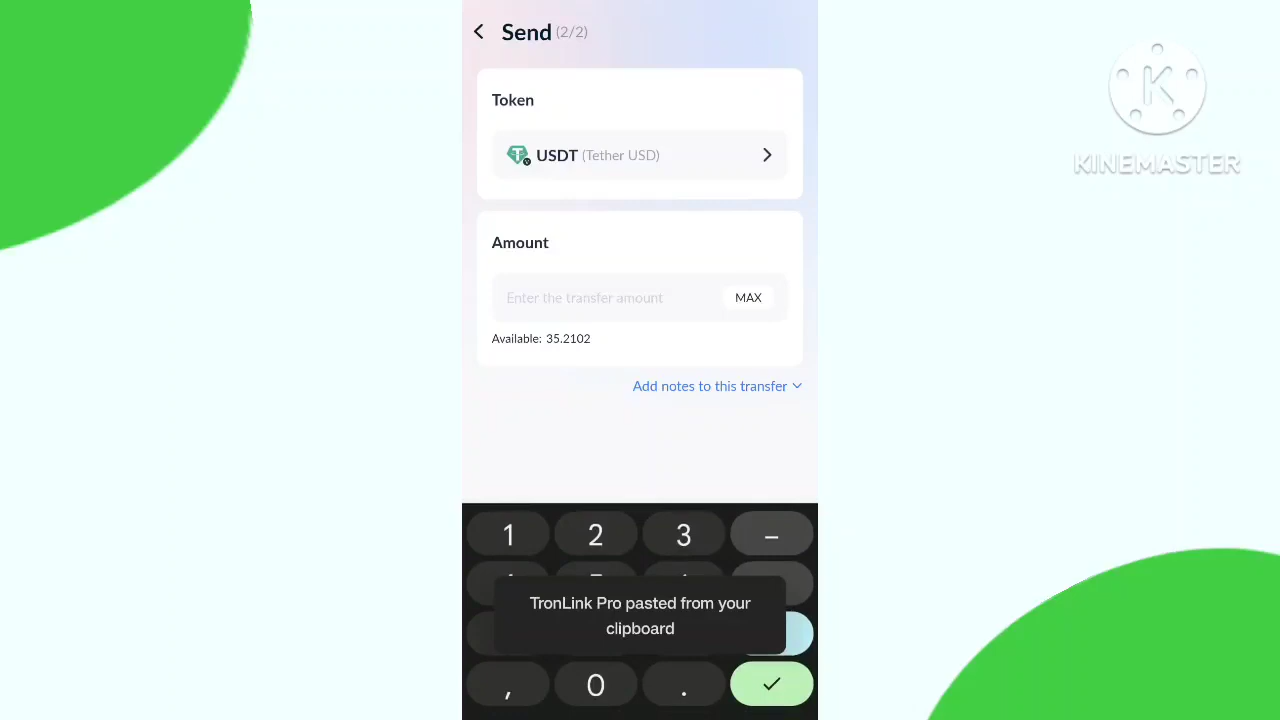 Send (2/2)
Token
USDT (Tether USD)
Amount
Enter the transfer amount
MAX
Available: 35.2102
Add notes to this transfer
1 2 3 –
TronLink Pro pasted from your
clipboard
, 0 .
K
KINEMASTER